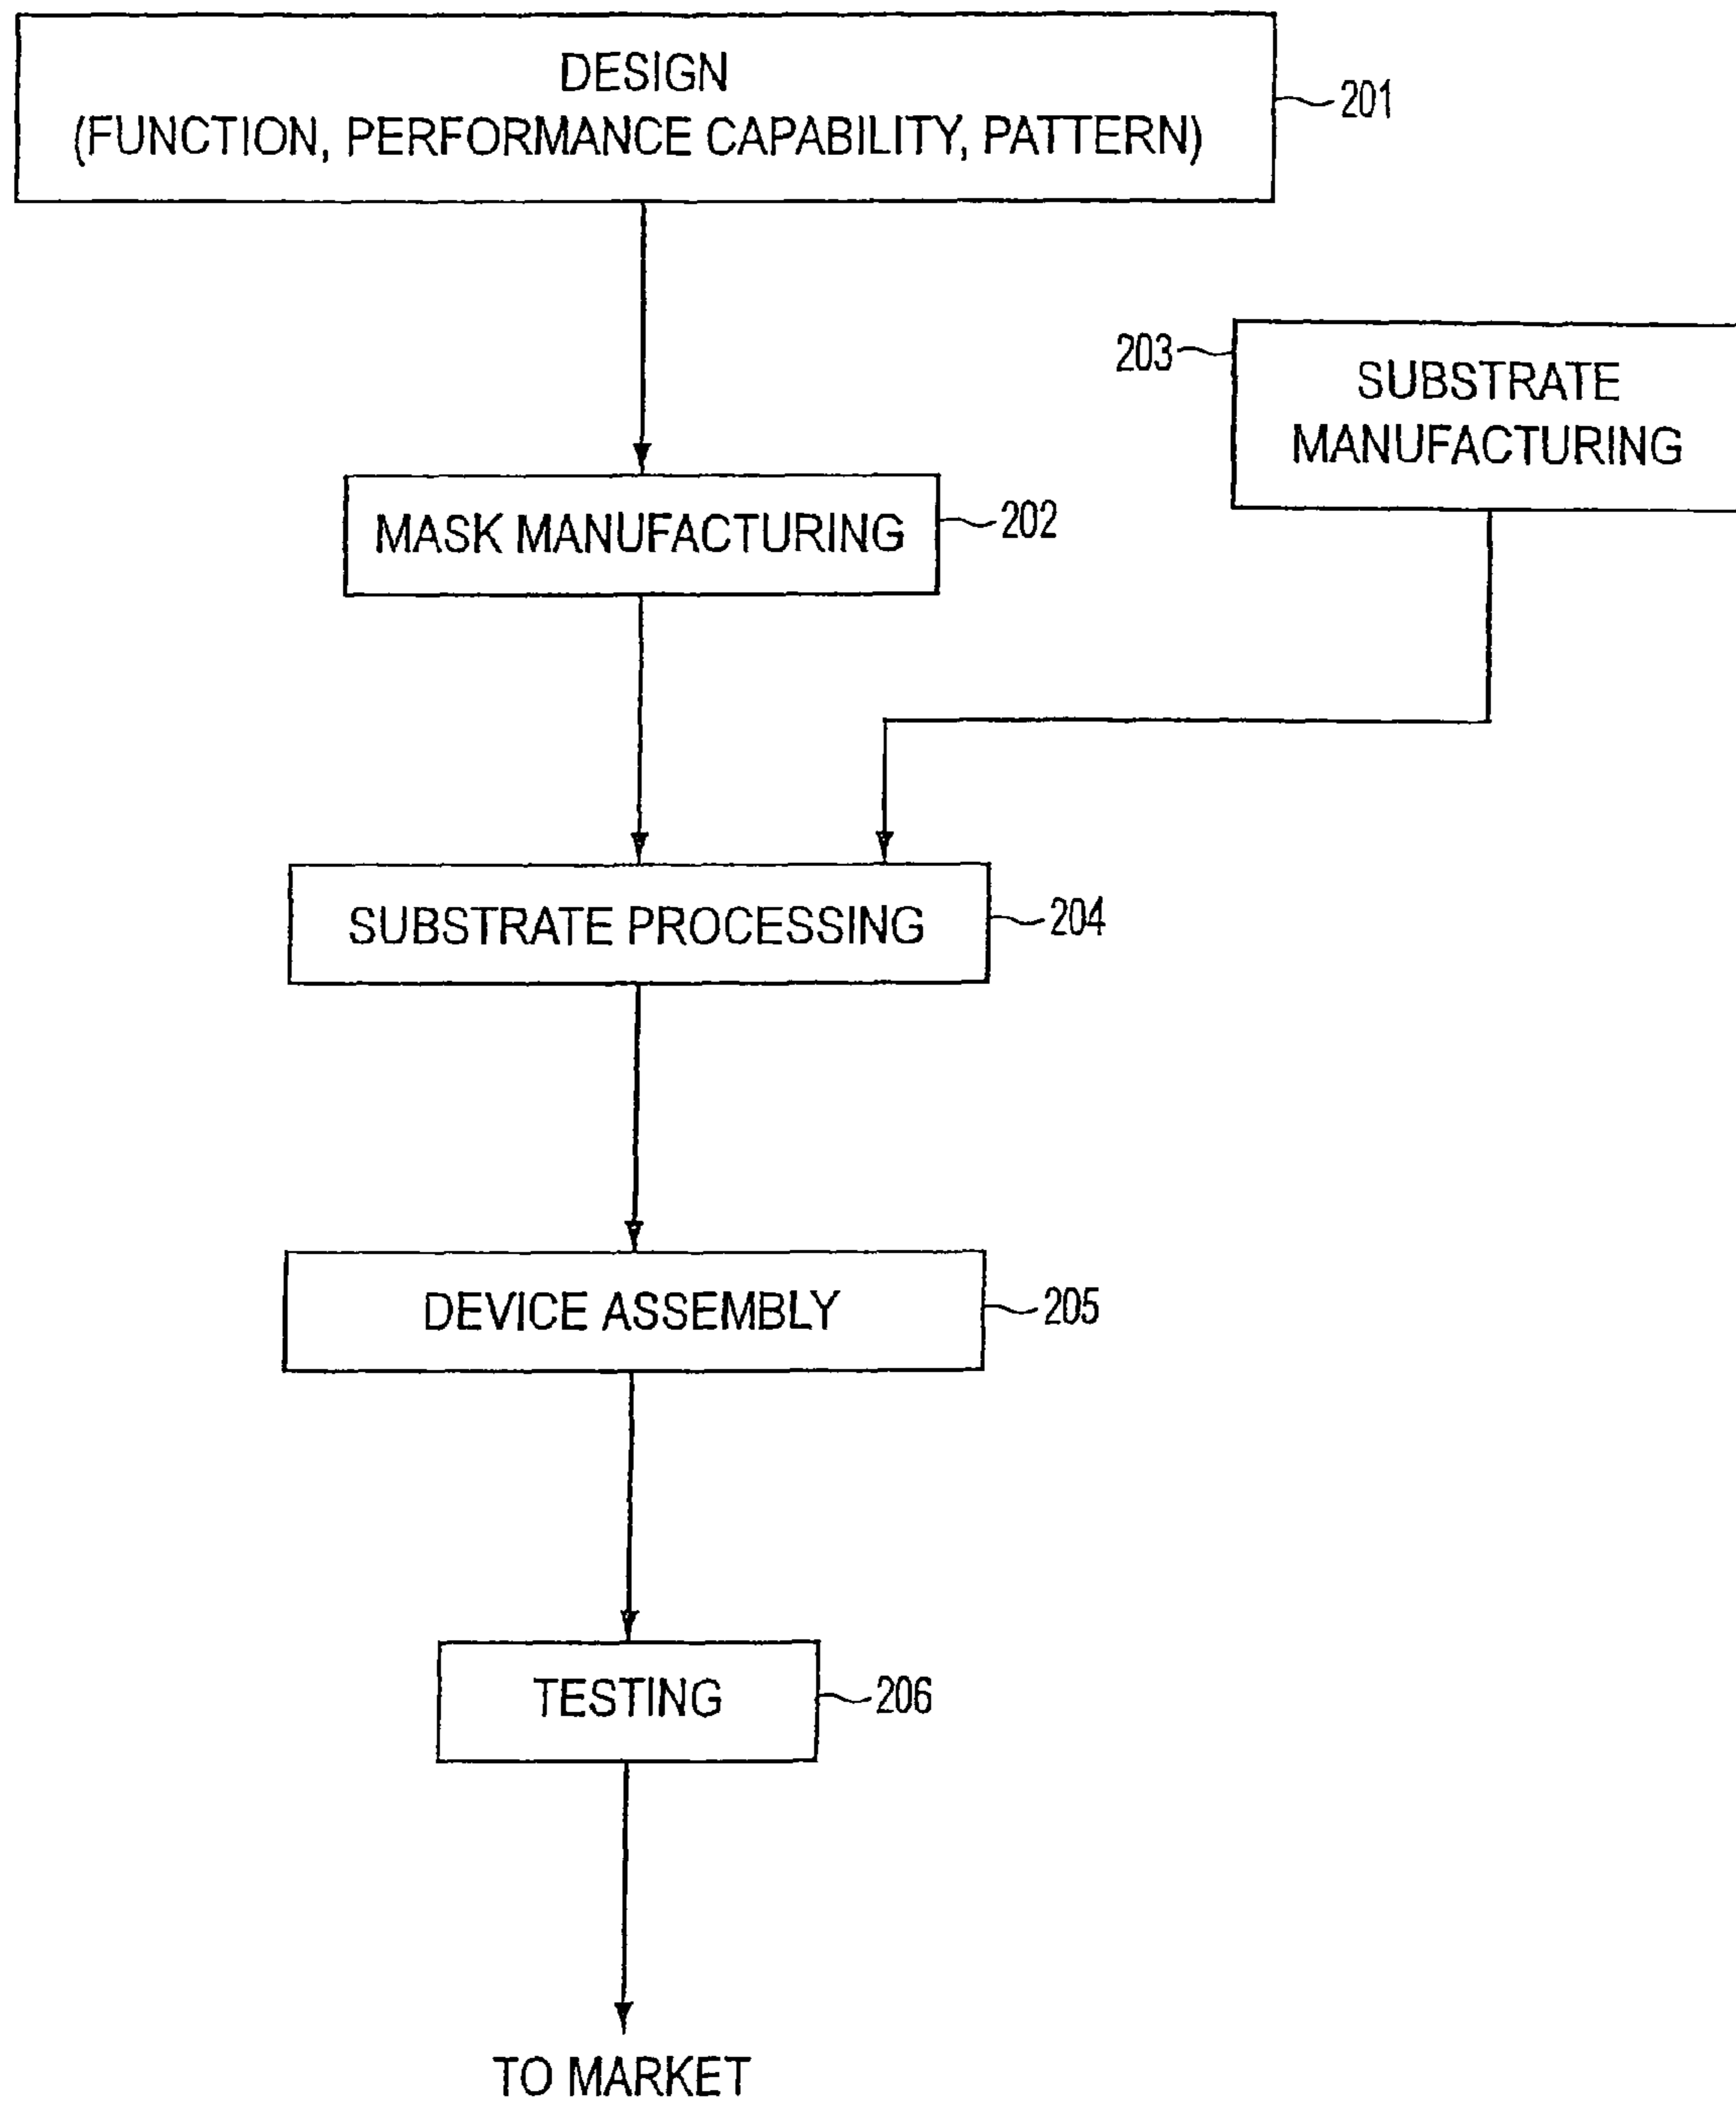 DESIGN
(FUNCTION, PERFORMANCE CAPABILITY, PATTERN)
201
203
SUBSTRATE
MANUFACTURING
MASK MANUFACTURING
202
SUBSTRATE PROCESSING
204
DEVICE ASSEMBLY
205
TESTING
206
TO MARKET